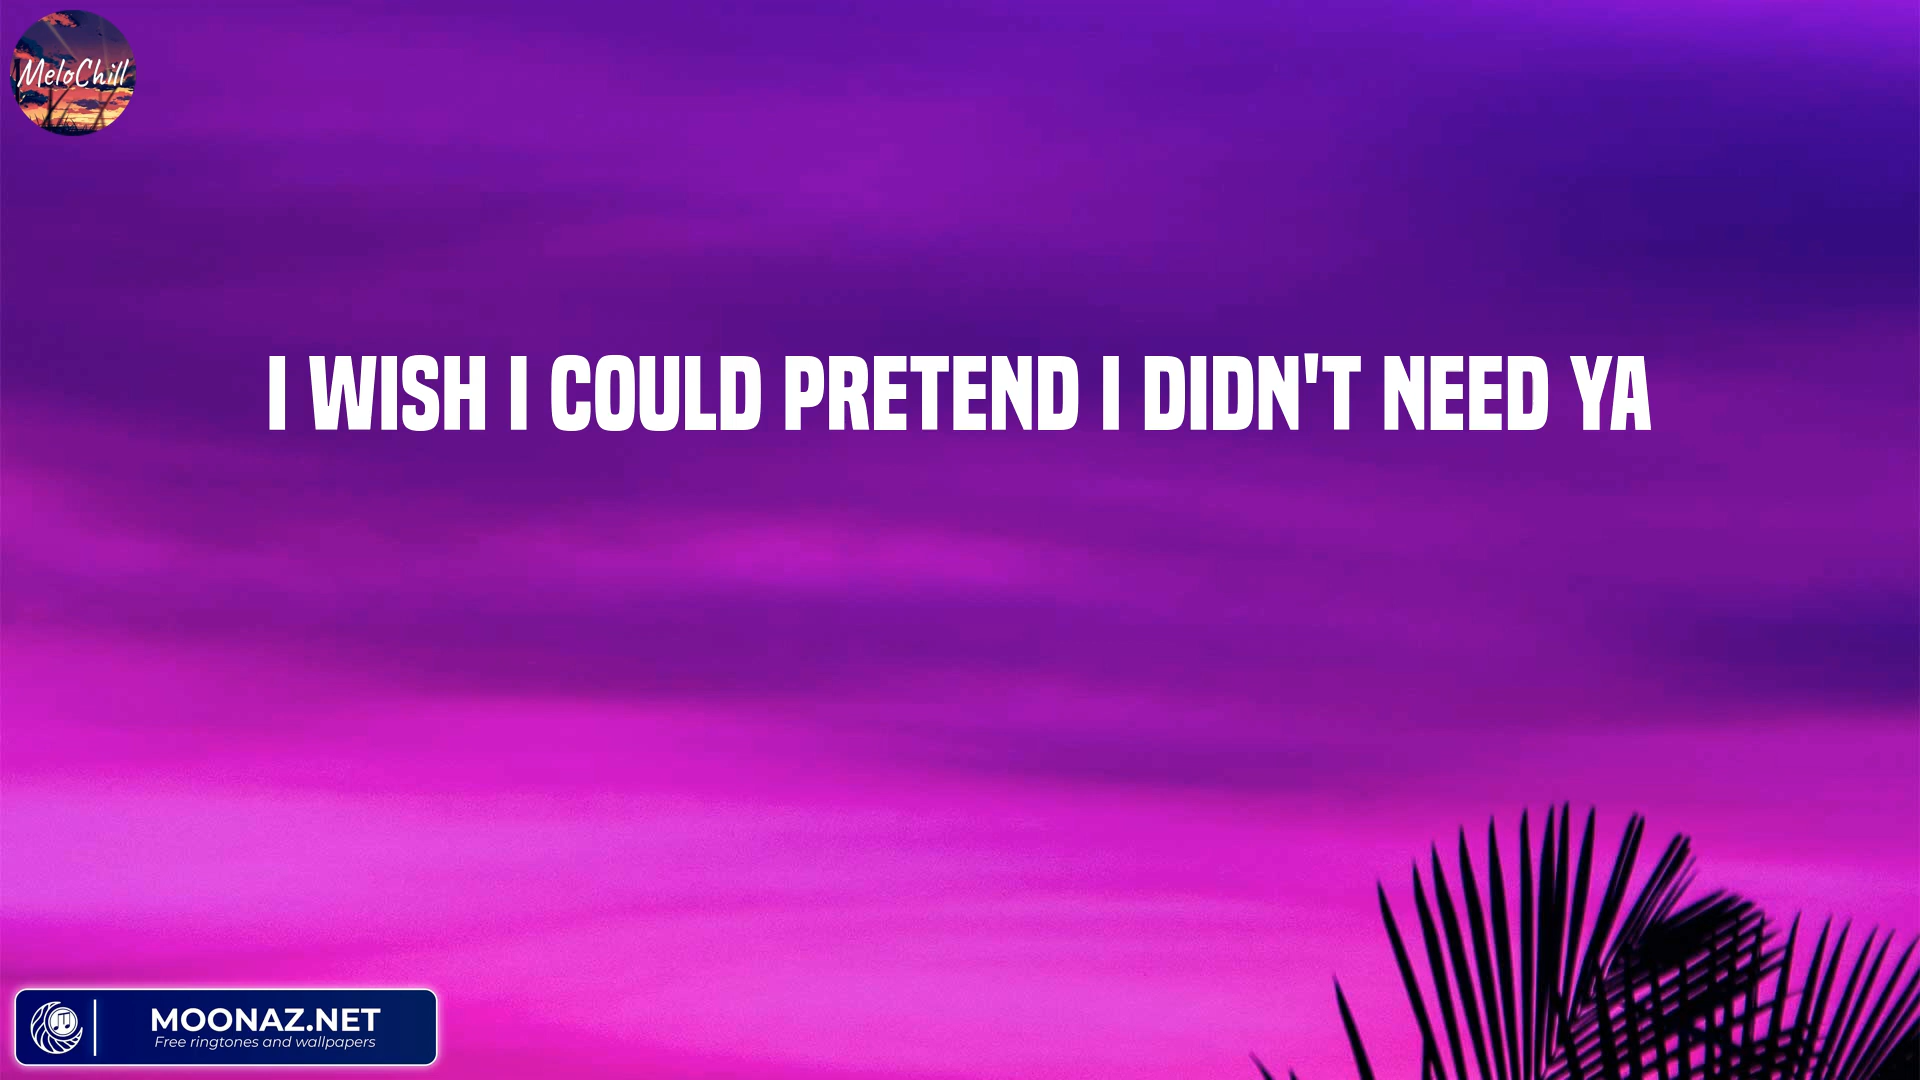 MeloChill
I WISH I COULD PRETEND I DIDN'T NEED YA
MOONAZ.NET
Free ringtones and wallpapers